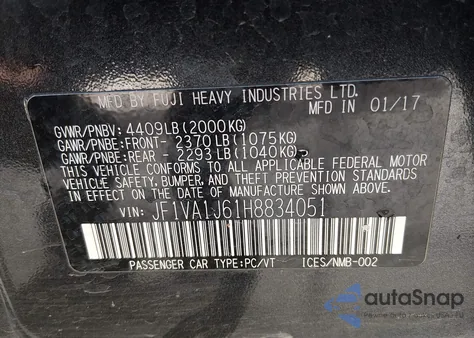 MFD BY FUJI HEAVY INDUSTRIES LTD.
MFD IN 01/17
GVWR/PNBV: 4409LB(2000KG)
GAWR/PNBE:FRONT- 2370LB(1075KG)
GAWR/PNBE:REAR - 2293LB(1040KG)
THIS VEHICLE CONFORMS TO ALL APPLICABLE FEDERAL MOTOR
VEHICLE SAFETY, BUMPER, AND THEFT PREVENTION STANDARDS
IN EFFECT ON THE DATE OF MANUFACTURE SHOWN ABOVE.
VIN: JF1VA1J61H8834051
PASSENGER CAR TYPE:PC/VT ICES/NMB-002
autoSnap